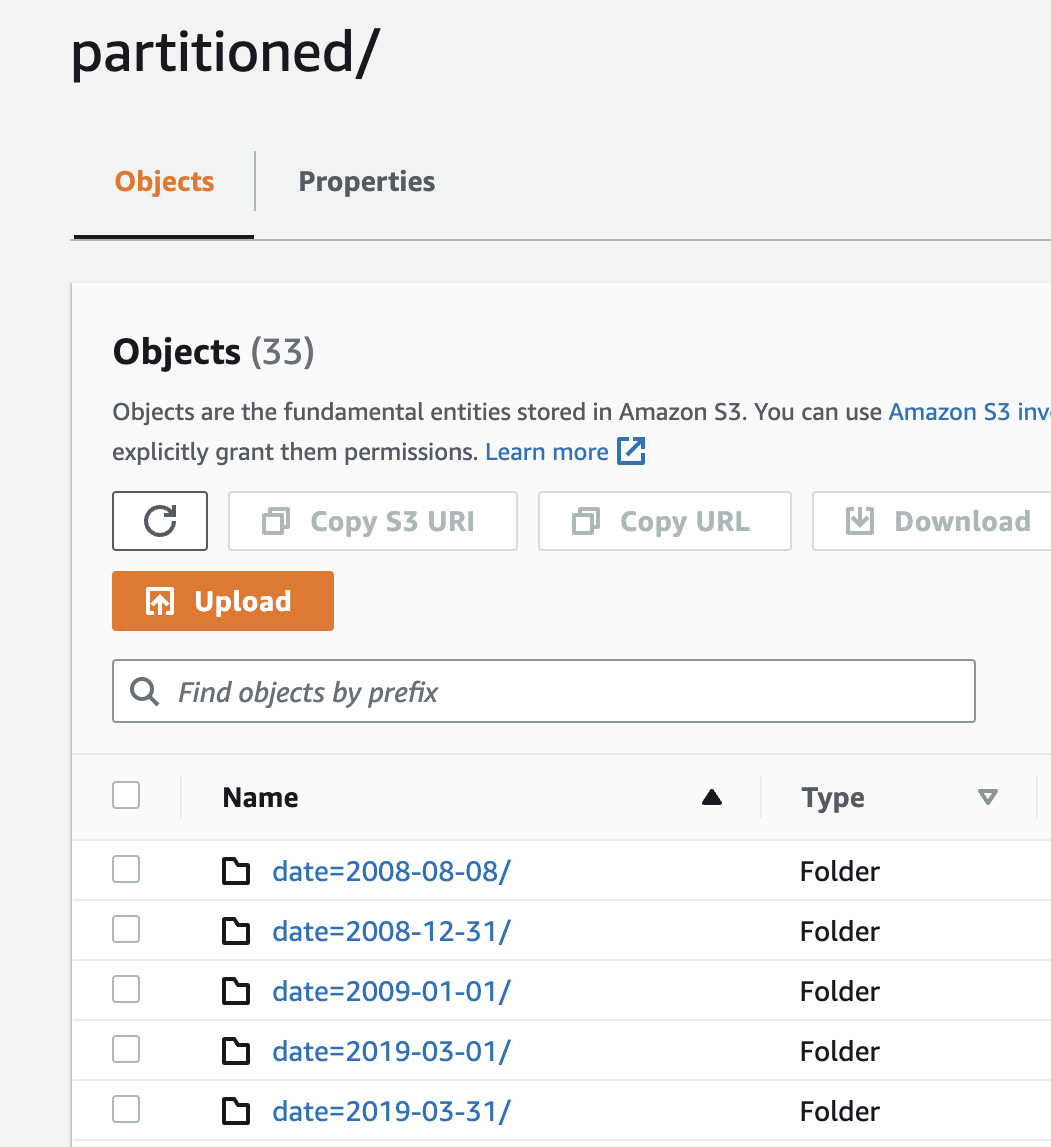 partitioned/
Objects
Properties
Objects (33)
Objects are the fundamental entities stored in Amazon S3. You can use Amazon S3
explicitly grant them permissions. Learn more
Copy S3 URI
Copy URL
Download
Upload
Find objects by prefix
Name Type
date=2008-08-08/ Folder
date=2008-12-31/ Folder
date=2009-01-01/ Folder
date=2019-03-01/ Folder
date=2019-03-31/ Folder